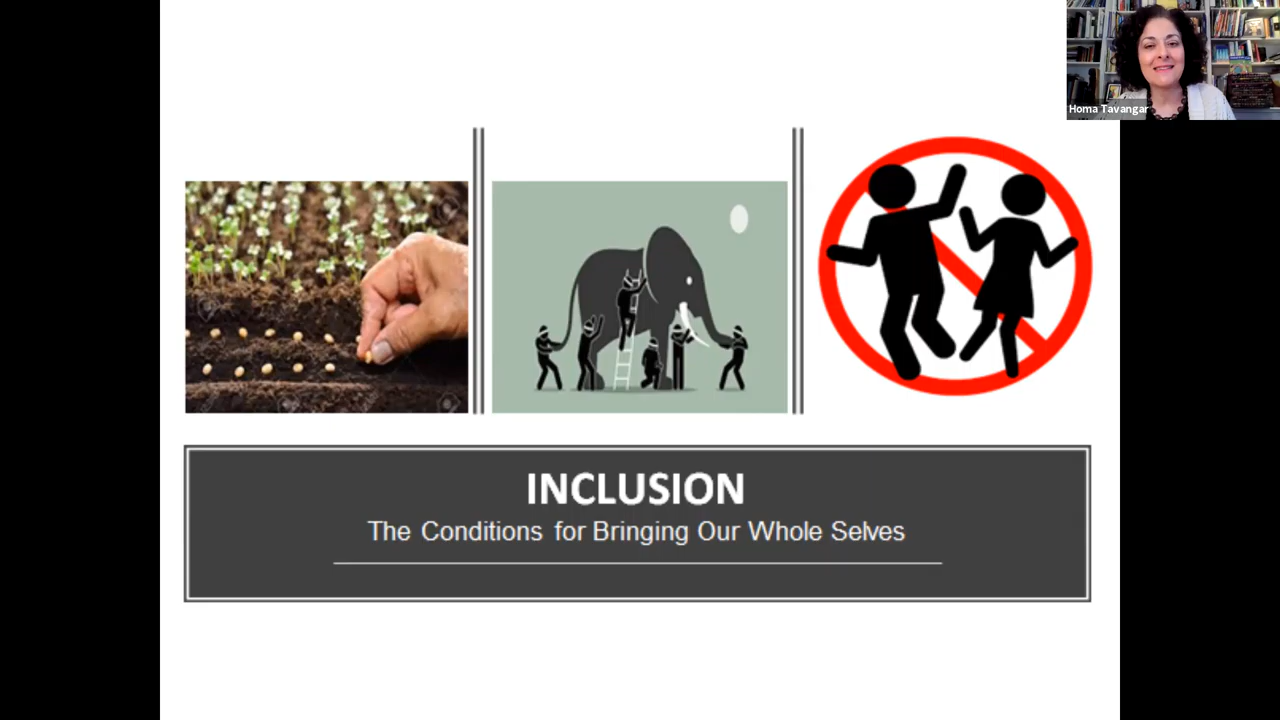 Homa Tavangar
INCLUSION
The Conditions for Bringing Our Whole Selves